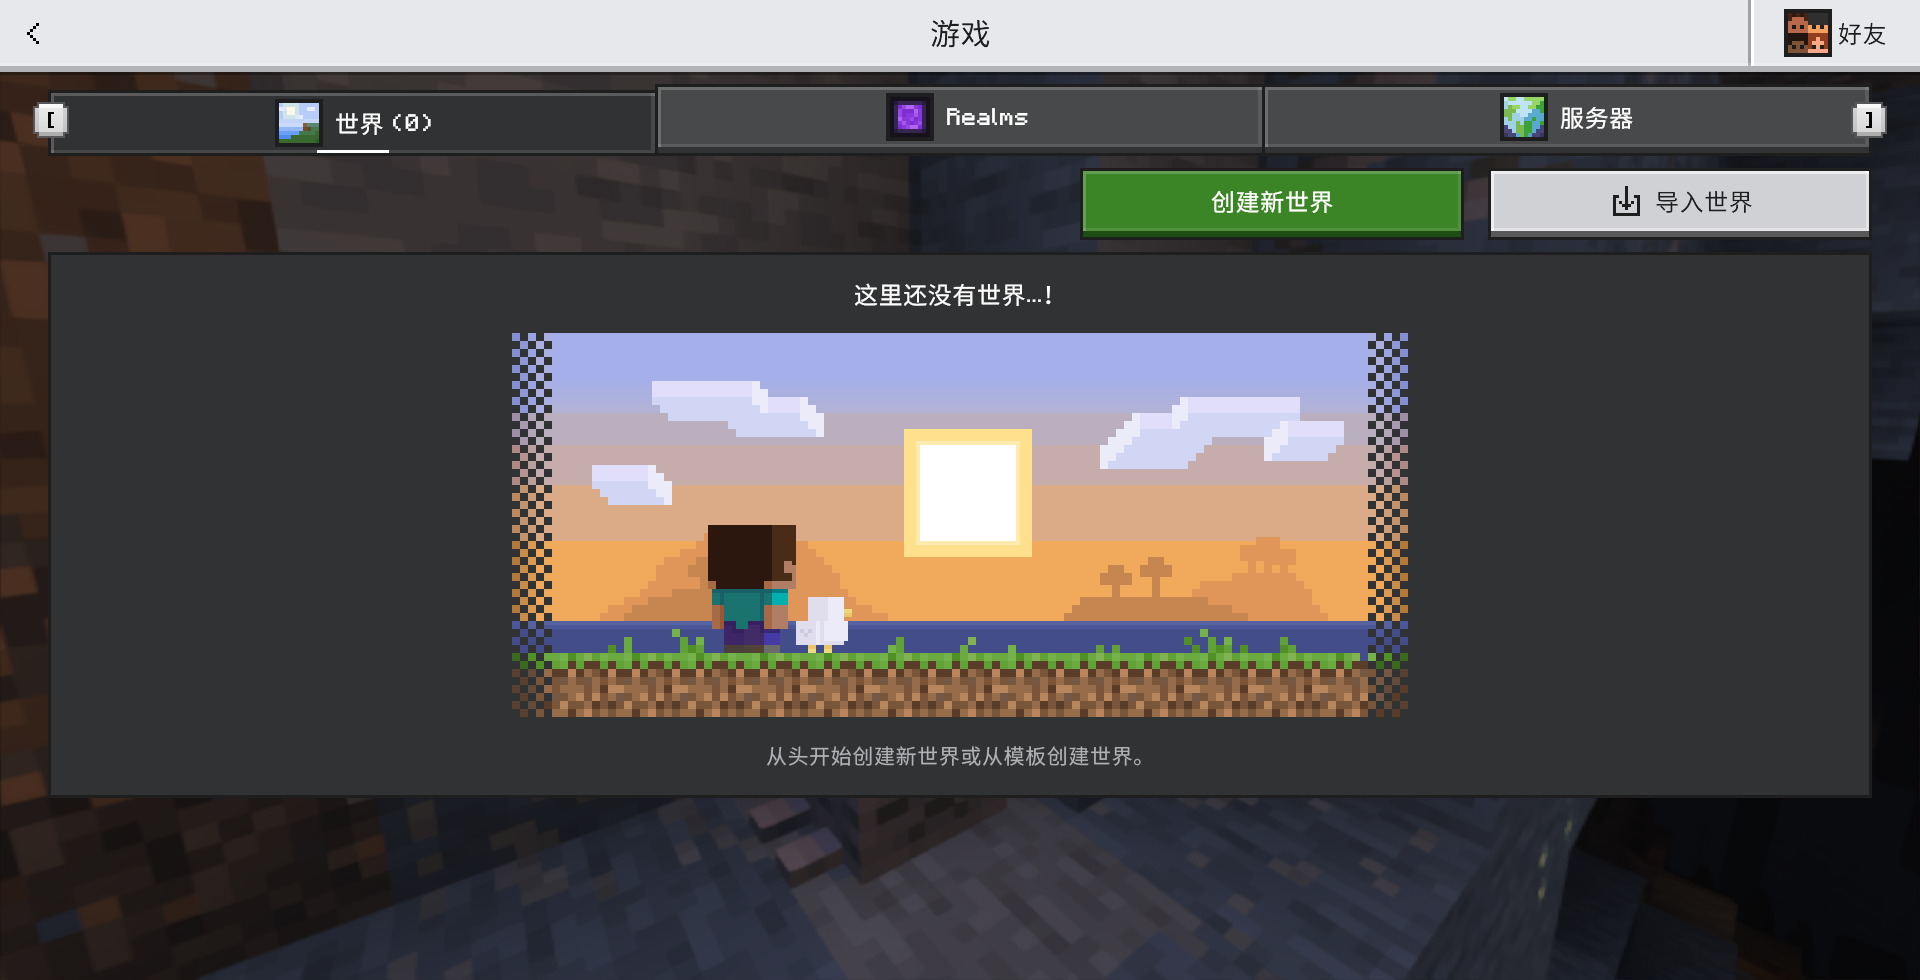 游戏
好友
[
世界 (0)
Realms
服务器
]
创建新世界
导入世界
这里还没有世界...!
从头开始创建新世界或从模板创建世界。